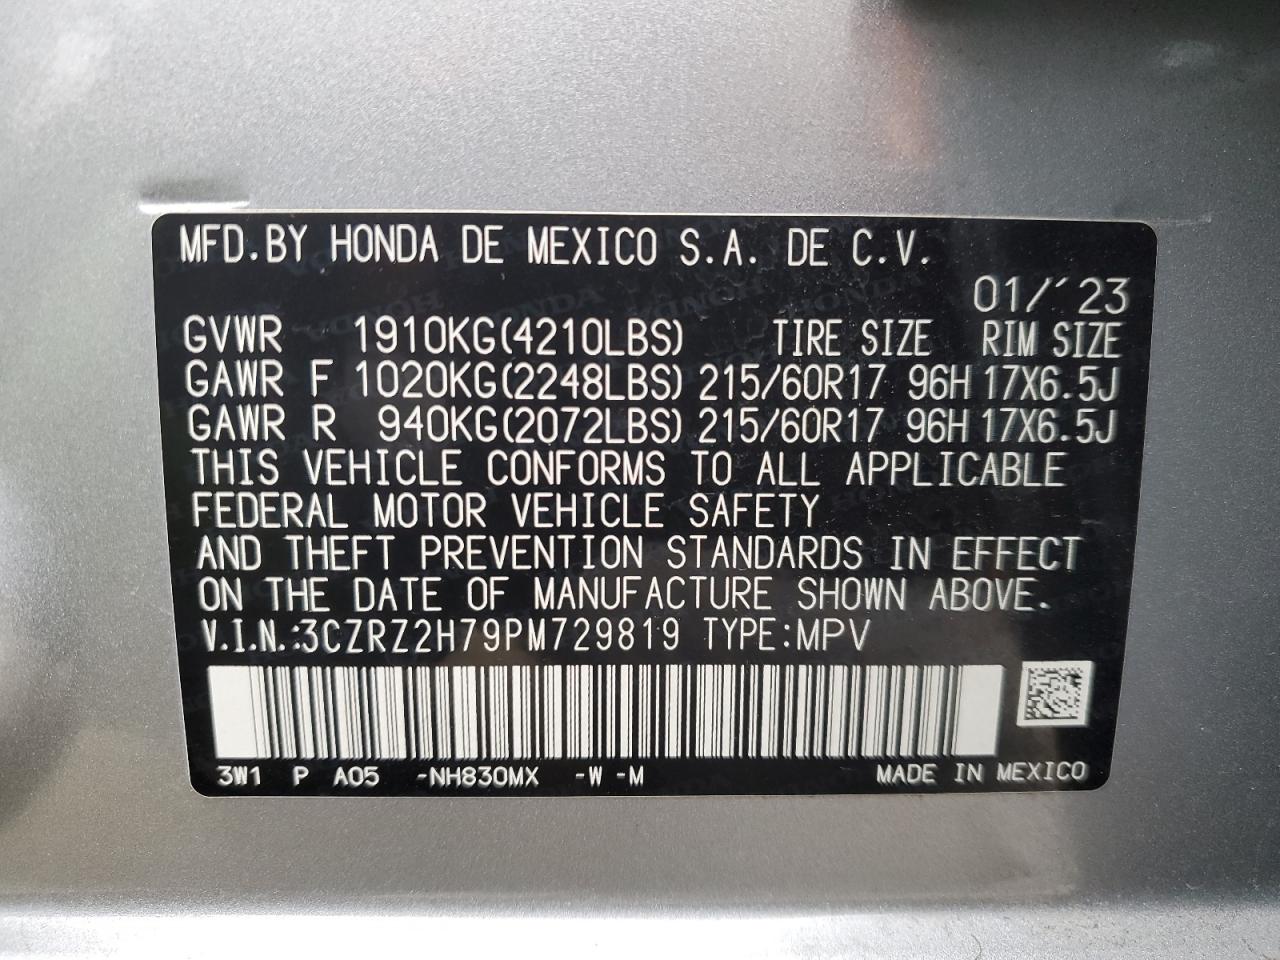 MFD.BY HONDA DE MEXICO S.A. DE C.V.
01/´23
GVWR 1910KG(4210LBS) TIRE SIZE RIM SIZE
GAWR F 1020KG(2248LBS) 215/60R17 96H 17X6.5J
GAWR R 940KG(2072LBS) 215/60R17 96H 17X6.5J
THIS VEHICLE CONFORMS TO ALL APPLICABLE
FEDERAL MOTOR VEHICLE SAFETY
AND THEFT PREVENTION STANDARDS IN EFFECT
ON THE DATE OF MANUFACTURE SHOWN ABOVE.
V.I.N.:3CZRZ2H79PM729819 TYPE:MPV
3W1 P A05 -NH830MX -W -M MADE IN MEXICO